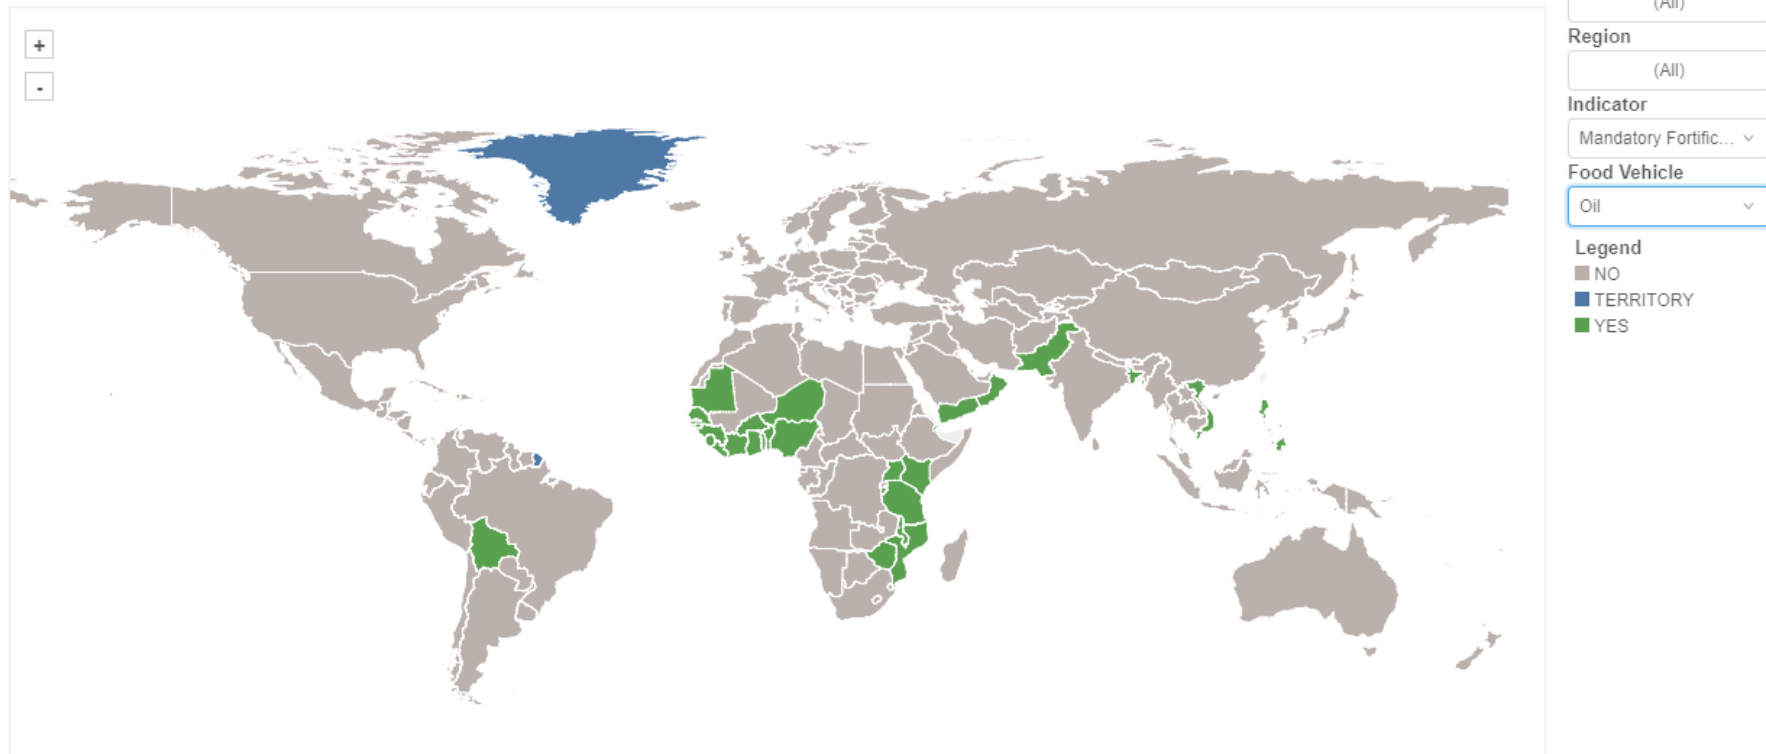 +
-
(All)
Region
(All)
Indicator
Mandatory Fortific...
Food Vehicle
Oil
Legend
NO
TERRITORY
YES